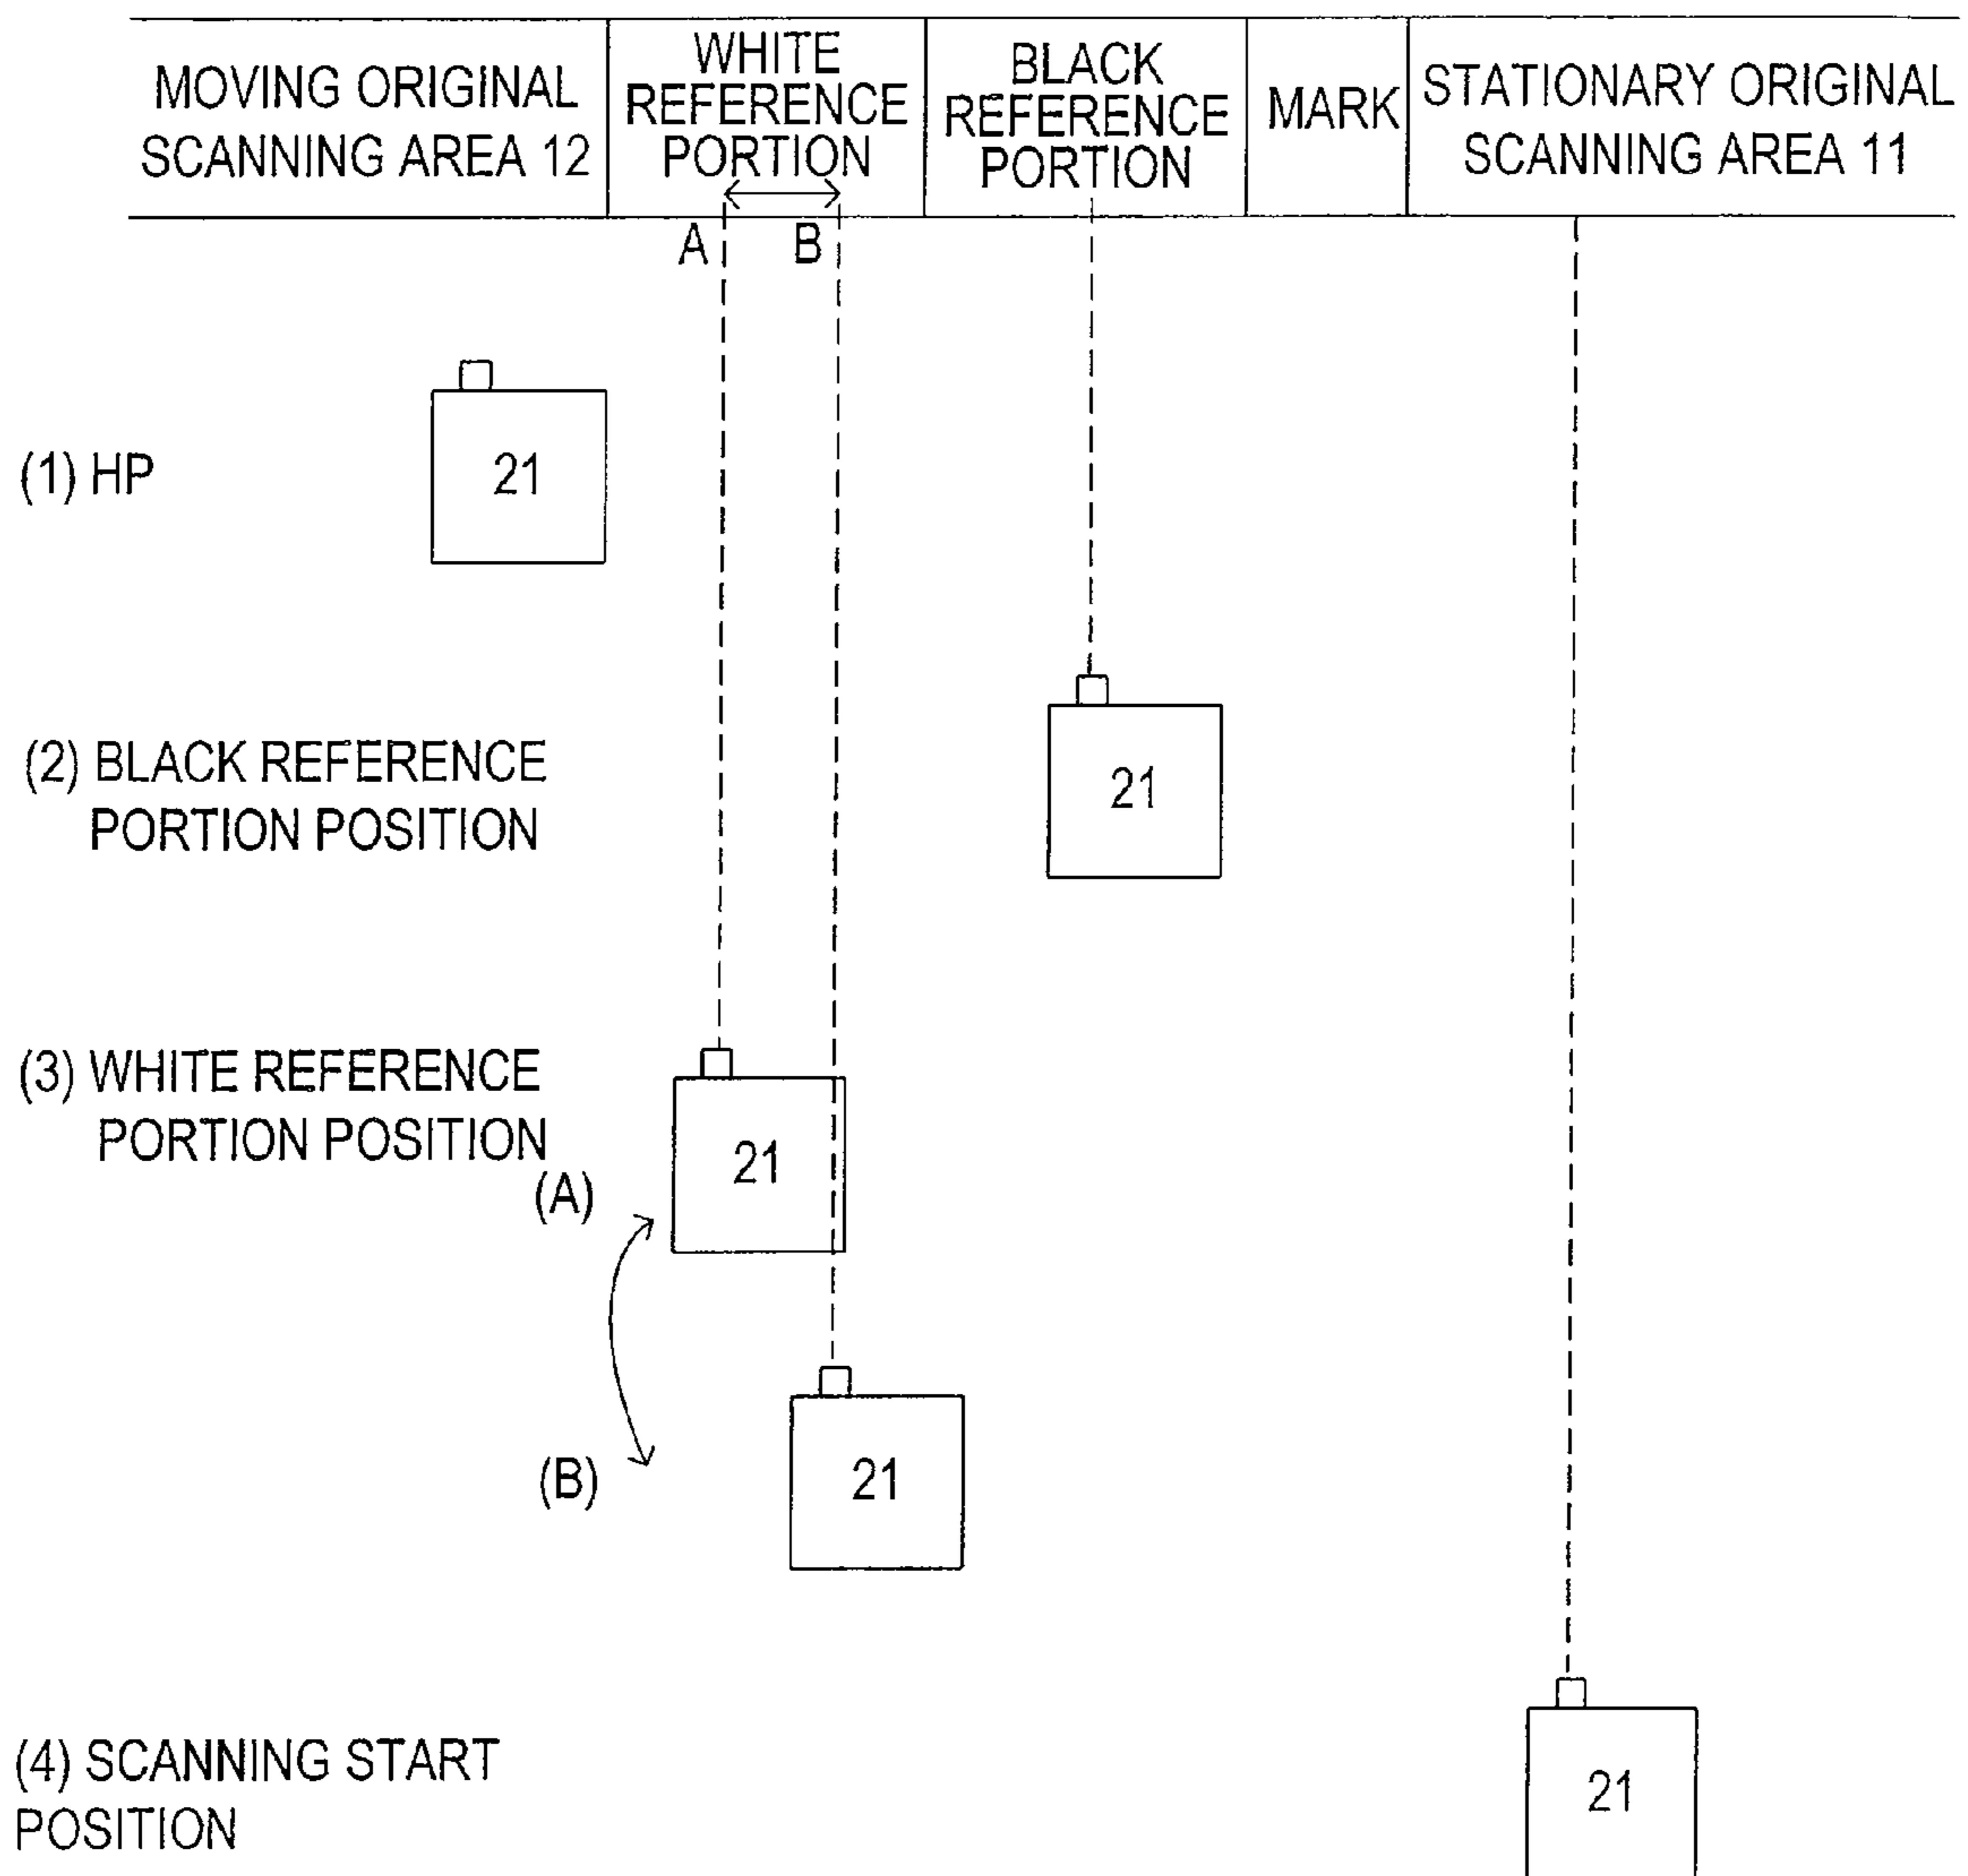 MOVING ORIGINAL
SCANNING AREA 12
WHITE
REFERENCE
PORTION
BLACK
REFERENCE
PORTION
MARK
STATIONARY ORIGINAL
SCANNING AREA 11
A
B
(1) HP
21
(2) BLACK REFERENCE
PORTION POSITION
21
(3) WHITE REFERENCE
PORTION POSITION
(A)
21
(B)
21
(4) SCANNING START
POSITION
21